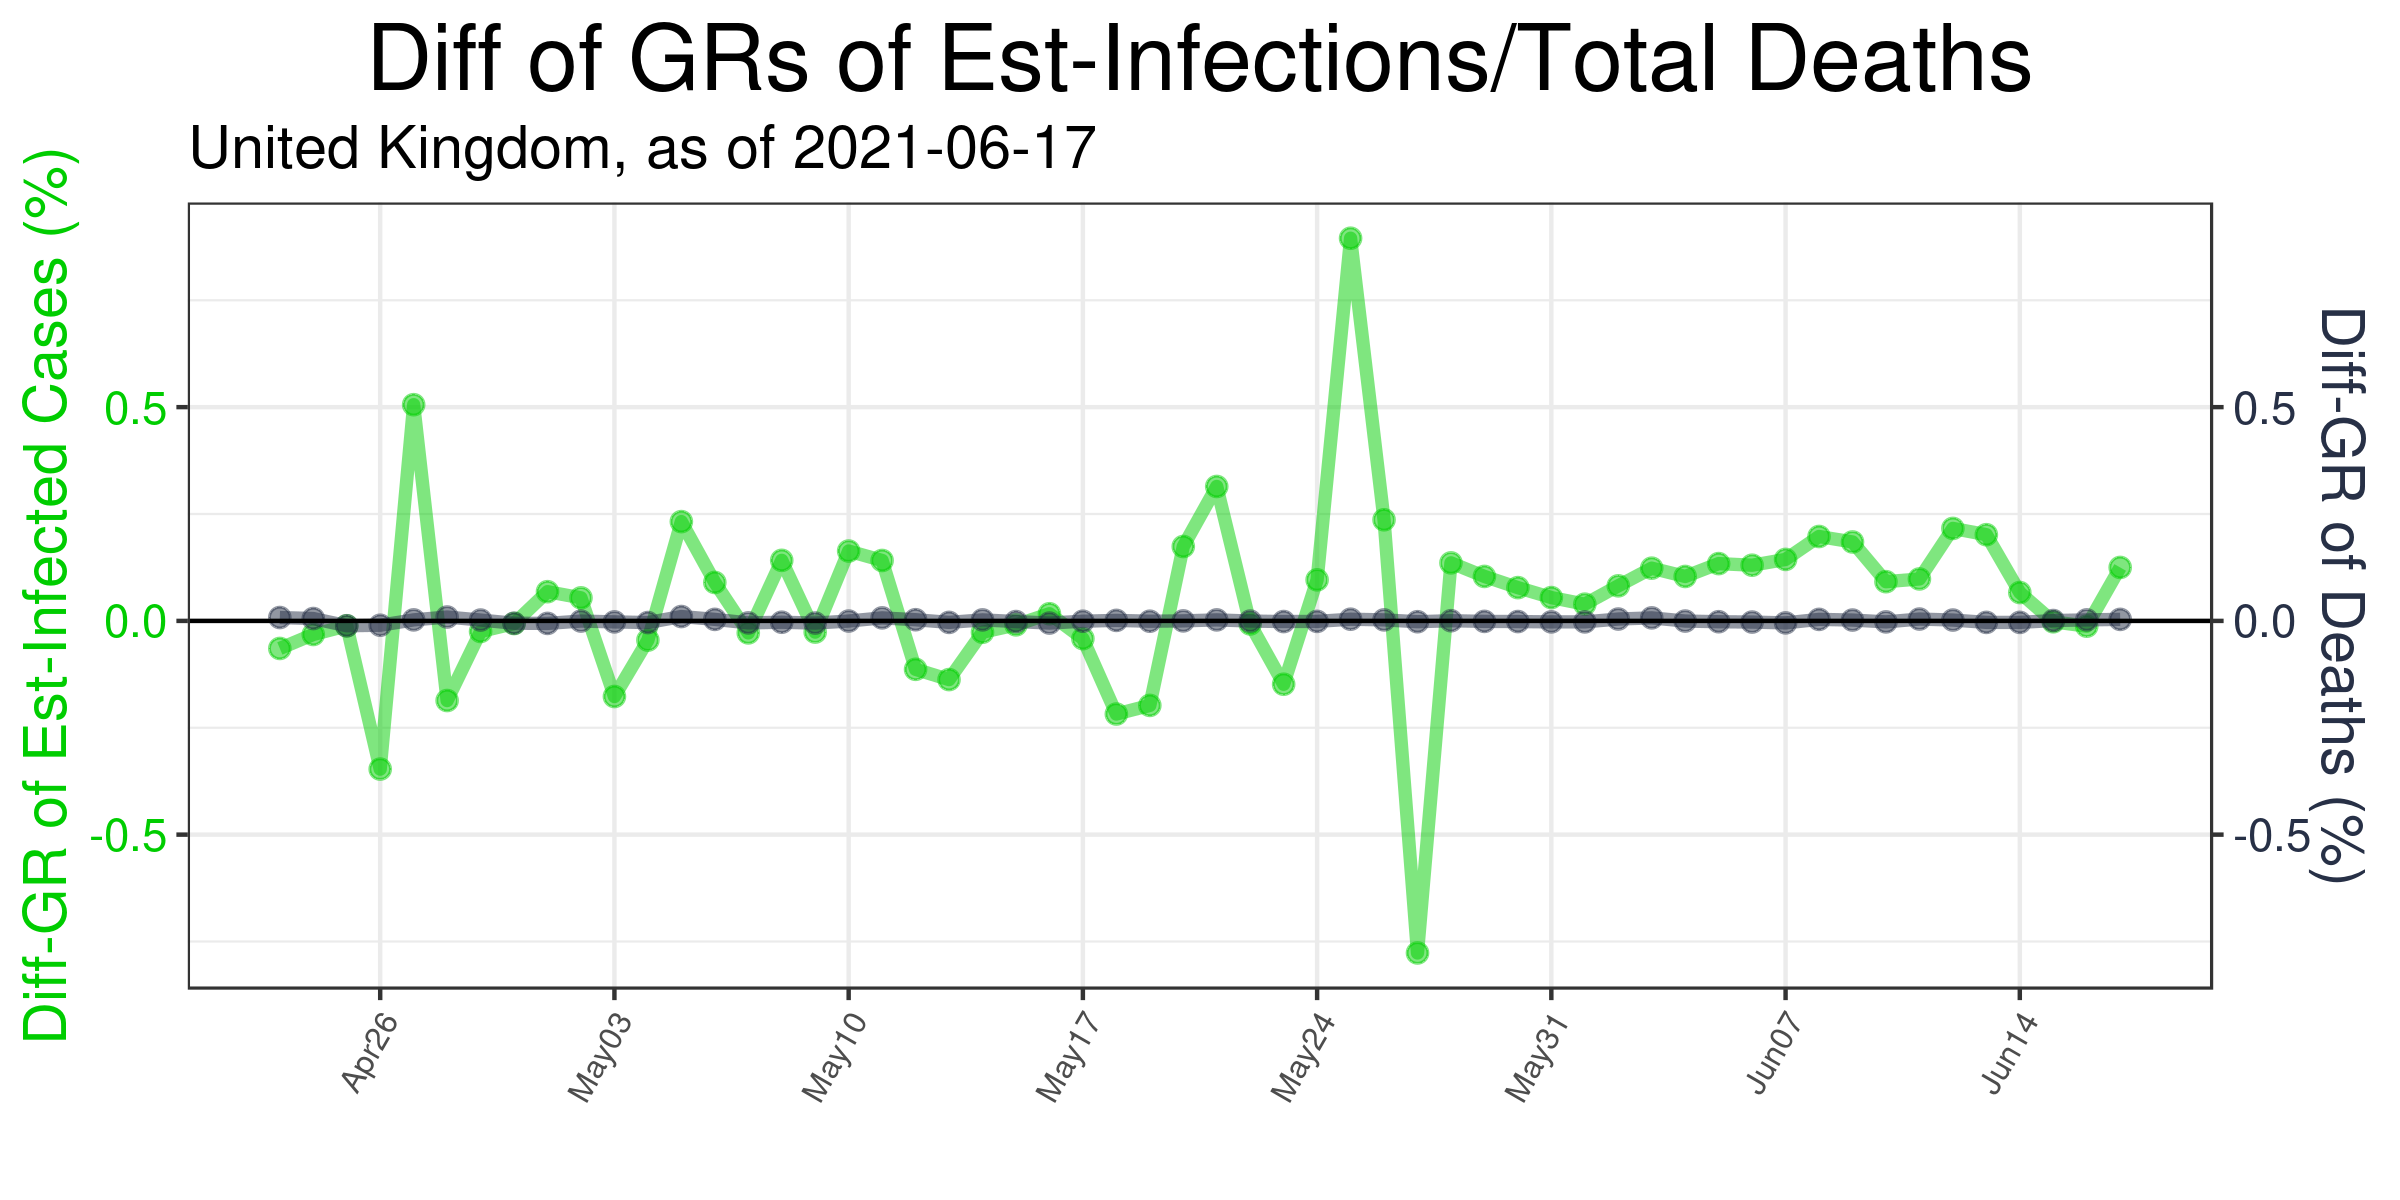 Diff of GRs of Est-Infections/Total Deaths
United Kingdom, as of 2021-06-17
Diff-GR of Est-Infected Cases (%)
0.5
0.0
-0.5
0.5
0.0
-0.5
Diff-GR of Deaths (%)
Apr26
May03
May10
May17
May24
May31
Jun07
Jun14